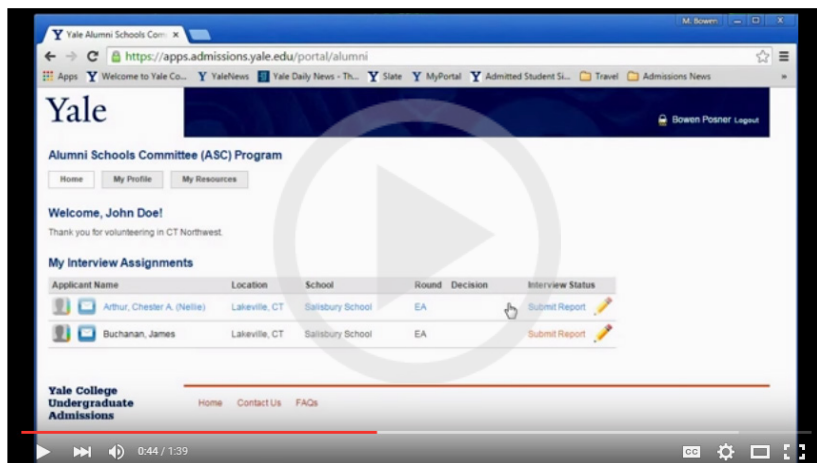 M. Bowen
Yale Alumni Schools Com
https://apps.admissions.yale.edu/portal/alumni
Apps Welcome to Yale Co... YaleNews Yale Daily News - Th... Slate MyPortal Admitted Student Si... Travel Admissions News »
Yale
Bowen Posner Logout
Alumni Schools Committee (ASC) Program
Home My Profile My Resources
Welcome, John Doe!
Thank you for volunteering in CT Northwest.
My Interview Assignments
Applicant Name Location School Round Decision Interview Status
Arthur, Chester A. (Nellie) Lakeville, CT Salisbury School EA Submit Report
Buchanan, James Lakeville, CT Salisbury School EA Submit Report
Yale College
Undergraduate
Admissions
Home Contact Us FAQs
0:44 / 1:39 CC